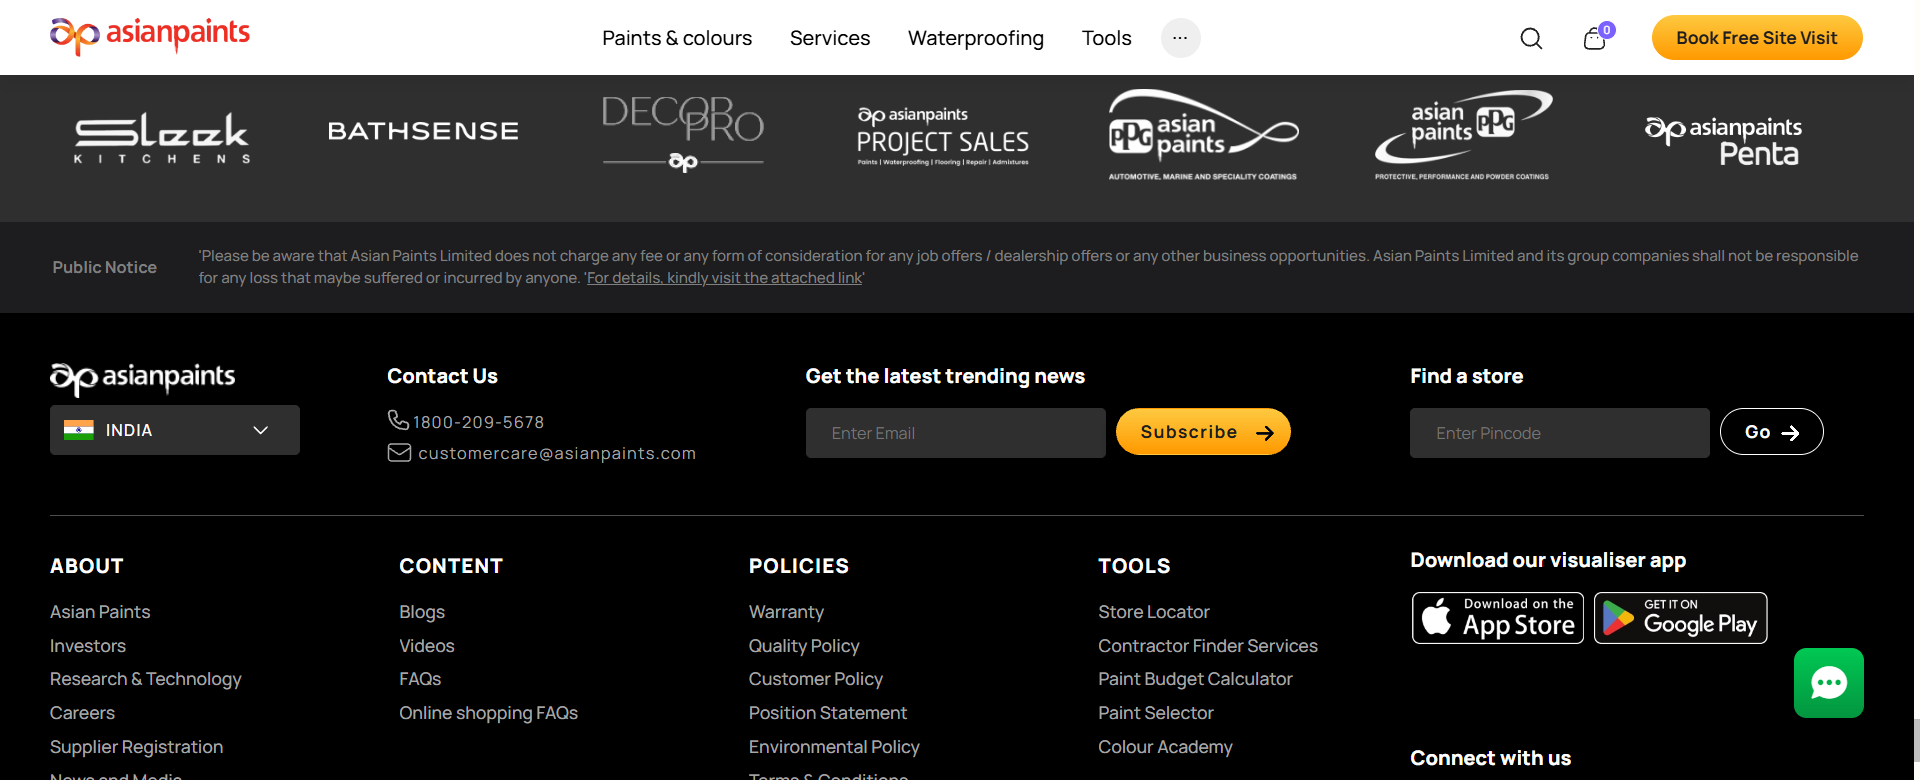 asianpaints
Paints & colours
Services
Waterproofing
Tools
0
Book Free Site Visit
Sleek
KITCHENS
BATHSENSE
DECOR
PRO
ap
asianpaints
PROJECT SALES
Paints | Waterproofing | Flooring | Repair | Admixtures
PPG asian
paints
AUTOMOTIVE, MARINE AND SPECIALITY COATINGS
asian
paints PPG
PROTECTIVE, PERFORMANCE AND POWDER COATINGS
asianpaints
Penta
Public Notice
'Please be aware that Asian Paints Limited does not charge any fee or any form of consideration for any job offers / dealership offers or any other business opportunities. Asian Paints Limited and its group companies shall not be responsible
for any loss that maybe suffered or incurred by anyone. 'For details, kindly visit the attached link'
asianpaints
INDIA
Contact Us
1800-209-5678
customercare@asianpaints.com
Get the latest trending news
Enter Email
Subscribe
Find a store
Enter Pincode
Go
ABOUT
Asian Paints
Investors
Research & Technology
Careers
Supplier Registration
News and Media
CONTENT
Blogs
Videos
FAQs
Online shopping FAQs
POLICIES
Warranty
Quality Policy
Customer Policy
Position Statement
Environmental Policy
Terms & Conditions
TOOLS
Store Locator
Contractor Finder Services
Paint Budget Calculator
Paint Selector
Colour Academy
Download our visualiser app
Download on the
App Store
GET IT ON
Google Play
Connect with us